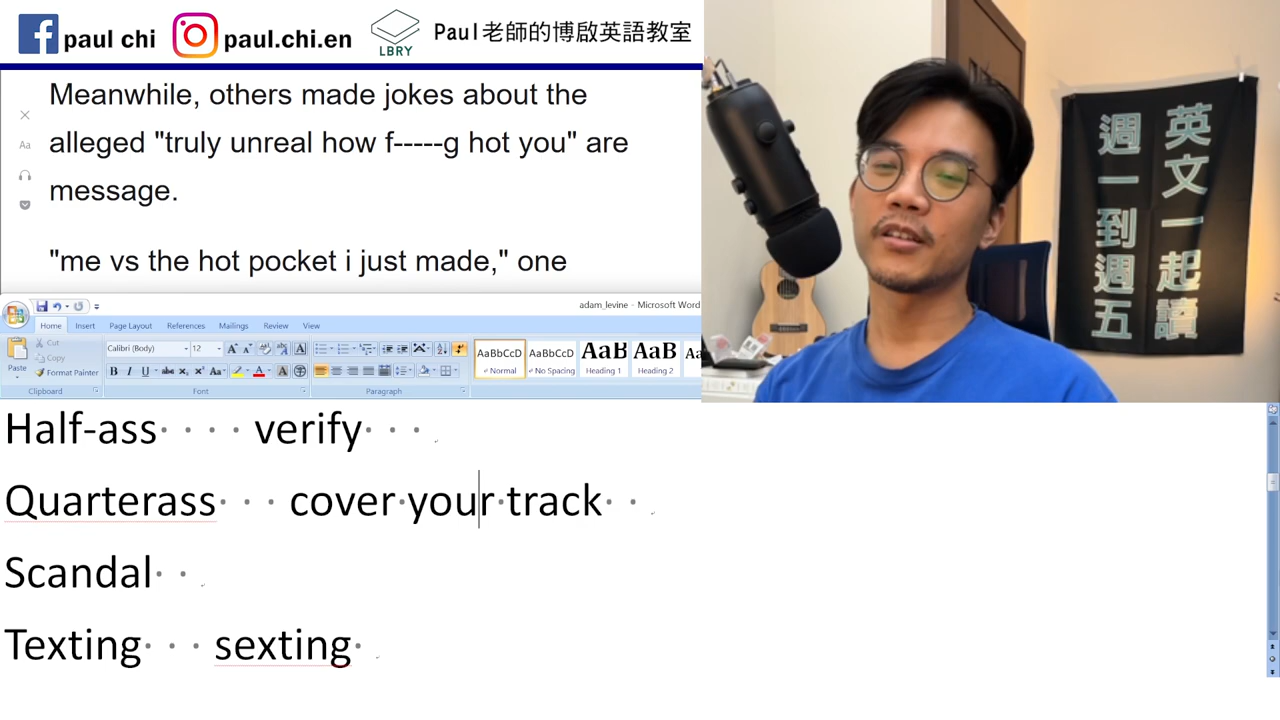 paul chi
paul.chi.en
LBRY
Paul老師的博啟英語教室
Meanwhile, others made jokes about the
alleged "truly unreal how f-----g hot you" are
message.
"me vs the hot pocket i just made," one
Aa
adam_levine - Microsoft Word
Home Insert Page Layout References Mailings Review View
Paste
Cut
Copy
Format Painter
Clipboard
Calibri (Body) 12
Font
Paragraph
AaBbCcD AaBbCcD AaBb AaBb Aa
Normal No Spacing Heading 1 Heading 2
Half-ass verify
Quarterass cover your track
Scandal
Texting sexting
英文一起讀
週一到週五